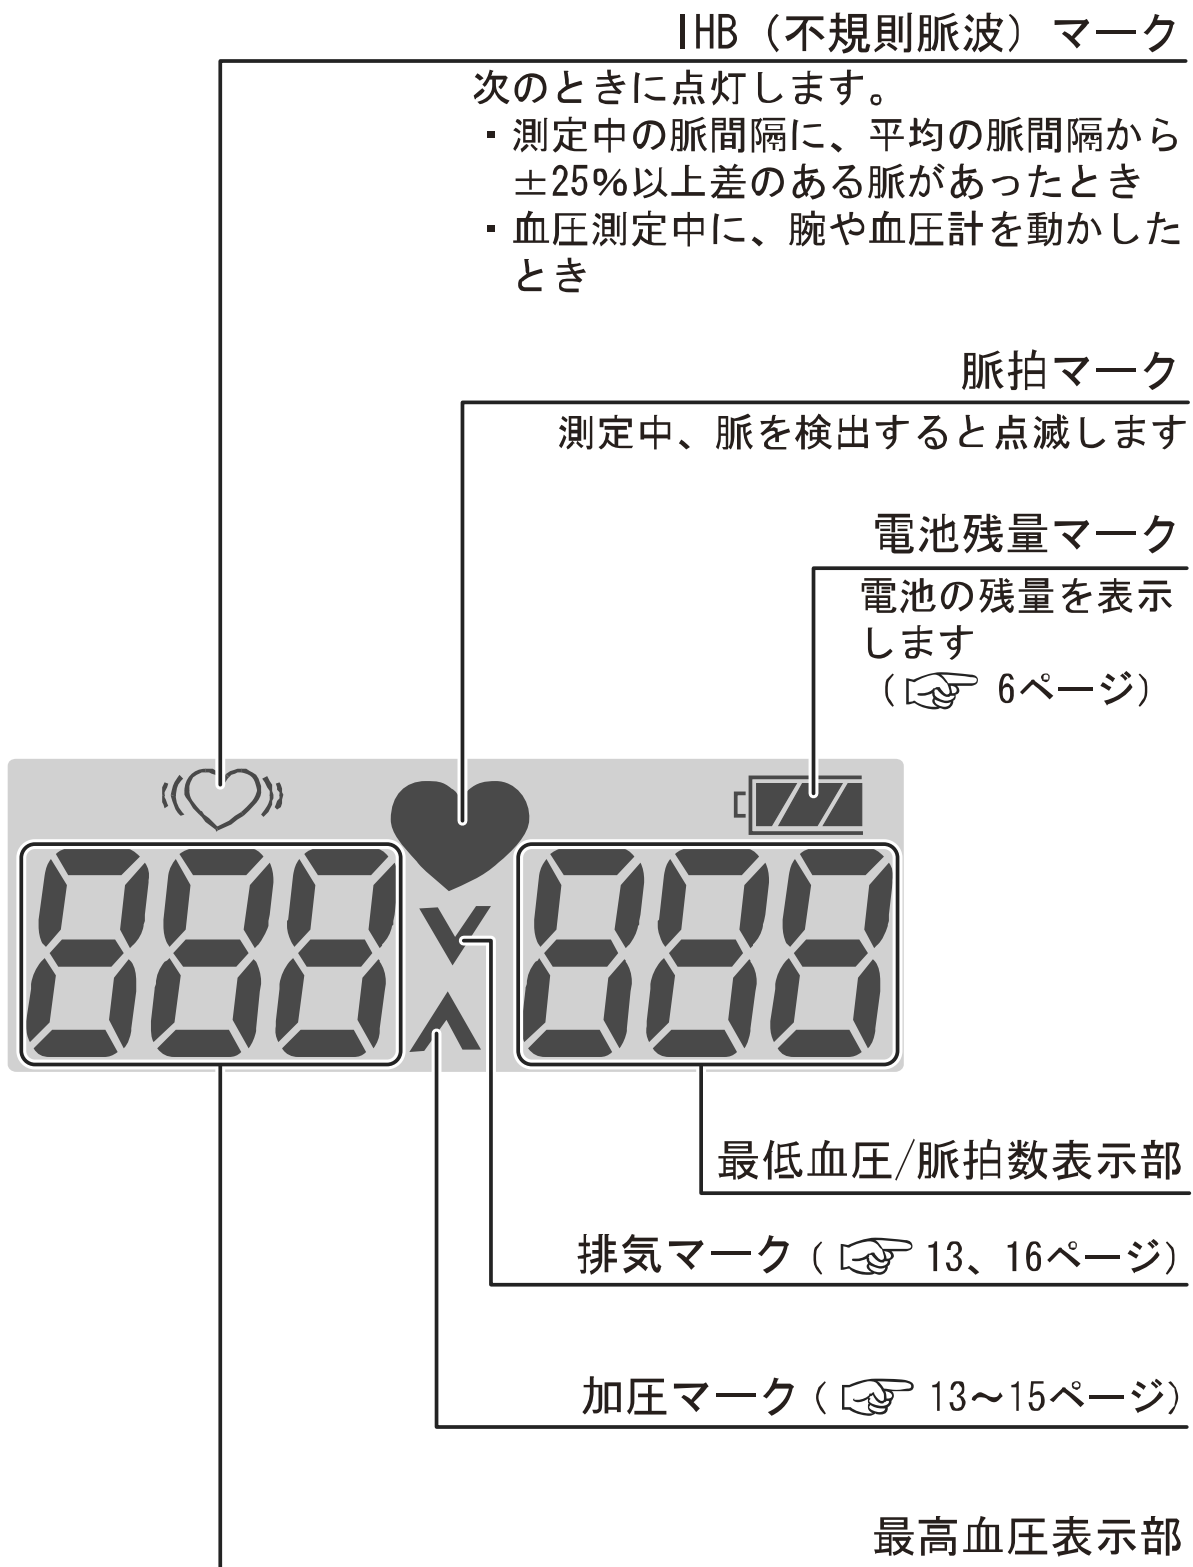 IHB（不規則脈波）マーク
次のときに点灯します。
・測定中の脈間隔に、平均の脈間隔から
±25%以上差のある脈があったとき
・血圧測定中に、腕や血圧計を動かした
とき
脈拍マーク
測定中、脈を検出すると点滅します
電池残量マーク
電池の残量を表示
します
（☞ 6ページ）
888 888
最低血圧/脈拍数表示部
排気マーク（☞ 13、16ページ）
加圧マーク（☞ 13～15ページ）
最高血圧表示部